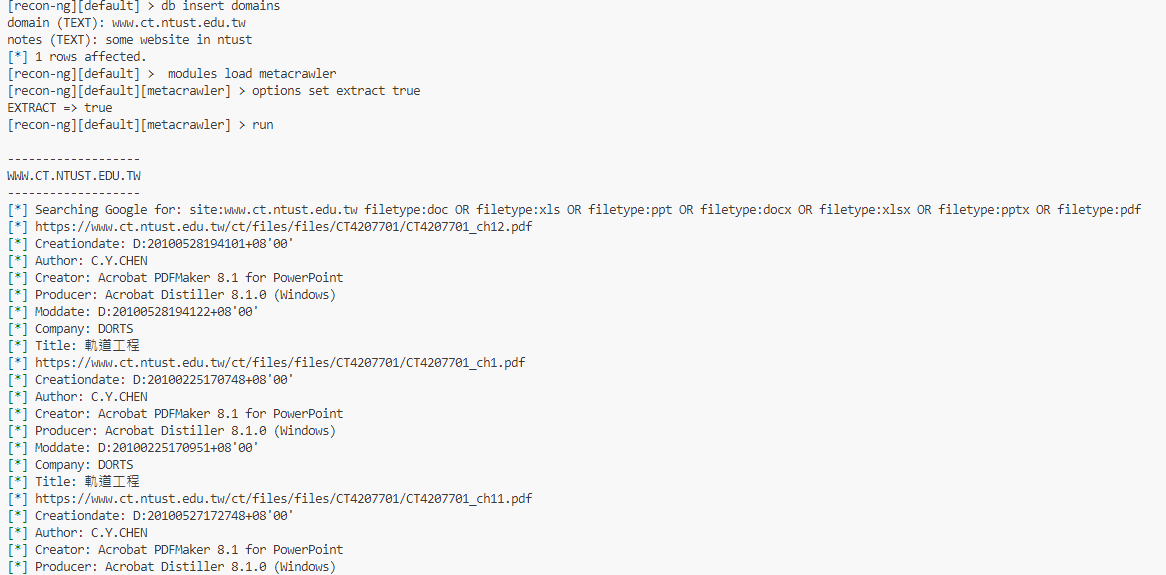 [recon-ng][default] > db insert domains
domain (TEXT): www.ct.ntust.edu.tw
notes (TEXT): some website in ntust
[*] 1 rows affected.
[recon-ng][default] >  modules load metacrawler
[recon-ng][default][metacrawler] > options set extract true
EXTRACT => true
[recon-ng][default][metacrawler] > run
-------------------
WWW.CT.NTUST.EDU.TW
-------------------
[*] Searching Google for: site:www.ct.ntust.edu.tw filetype:doc OR filetype:xls OR filetype:ppt OR filetype:docx OR filetype:xlsx OR filetype:pptx OR filetype:pdf
[*] https://www.ct.ntust.edu.tw/ct/files/files/CT4207701/CT4207701_ch12.pdf
[*] Creationdate: D:20100528194101+08'00'
[*] Author: C.Y.CHEN
[*] Creator: Acrobat PDFMaker 8.1 for PowerPoint
[*] Producer: Acrobat Distiller 8.1.0 (Windows)
[*] Moddate: D:20100528194122+08'00'
[*] Company: DORTS
[*] Title: 軌道工程
[*] https://www.ct.ntust.edu.tw/ct/files/files/CT4207701/CT4207701_ch1.pdf
[*] Creationdate: D:20100225170748+08'00'
[*] Author: C.Y.CHEN
[*] Creator: Acrobat PDFMaker 8.1 for PowerPoint
[*] Producer: Acrobat Distiller 8.1.0 (Windows)
[*] Moddate: D:20100225170951+08'00'
[*] Company: DORTS
[*] Title: 軌道工程
[*] https://www.ct.ntust.edu.tw/ct/files/files/CT4207701/CT4207701_ch11.pdf
[*] Creationdate: D:20100527172748+08'00'
[*] Author: C.Y.CHEN
[*] Creator: Acrobat PDFMaker 8.1 for PowerPoint
[*] Producer: Acrobat Distiller 8.1.0 (Windows)